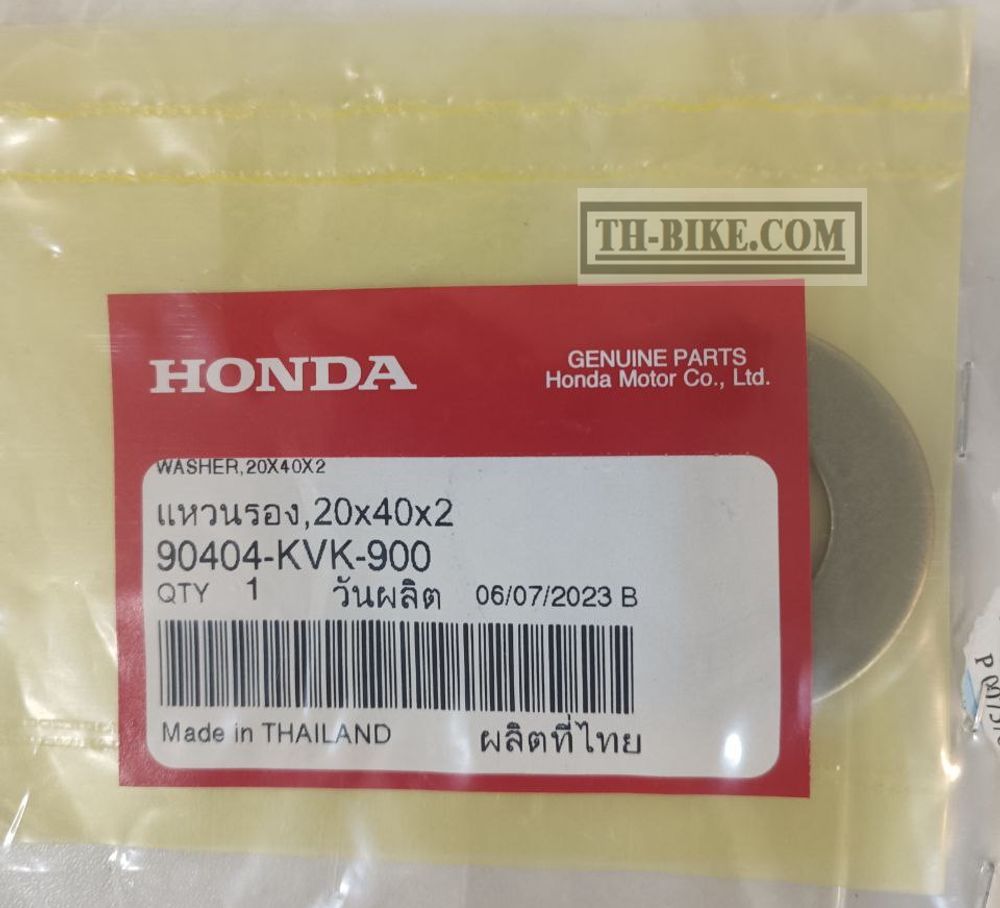 TH-BIKE.COM
HONDA
GENUINE PARTS
Honda Motor Co., Ltd.
WASHER,20X40X2
แหวนรอง,20x40x2
90404-KVK-900
QTY 1 วันผลิต 06/07/2023 B
Made in THAILAND ผลิตที่ไทย